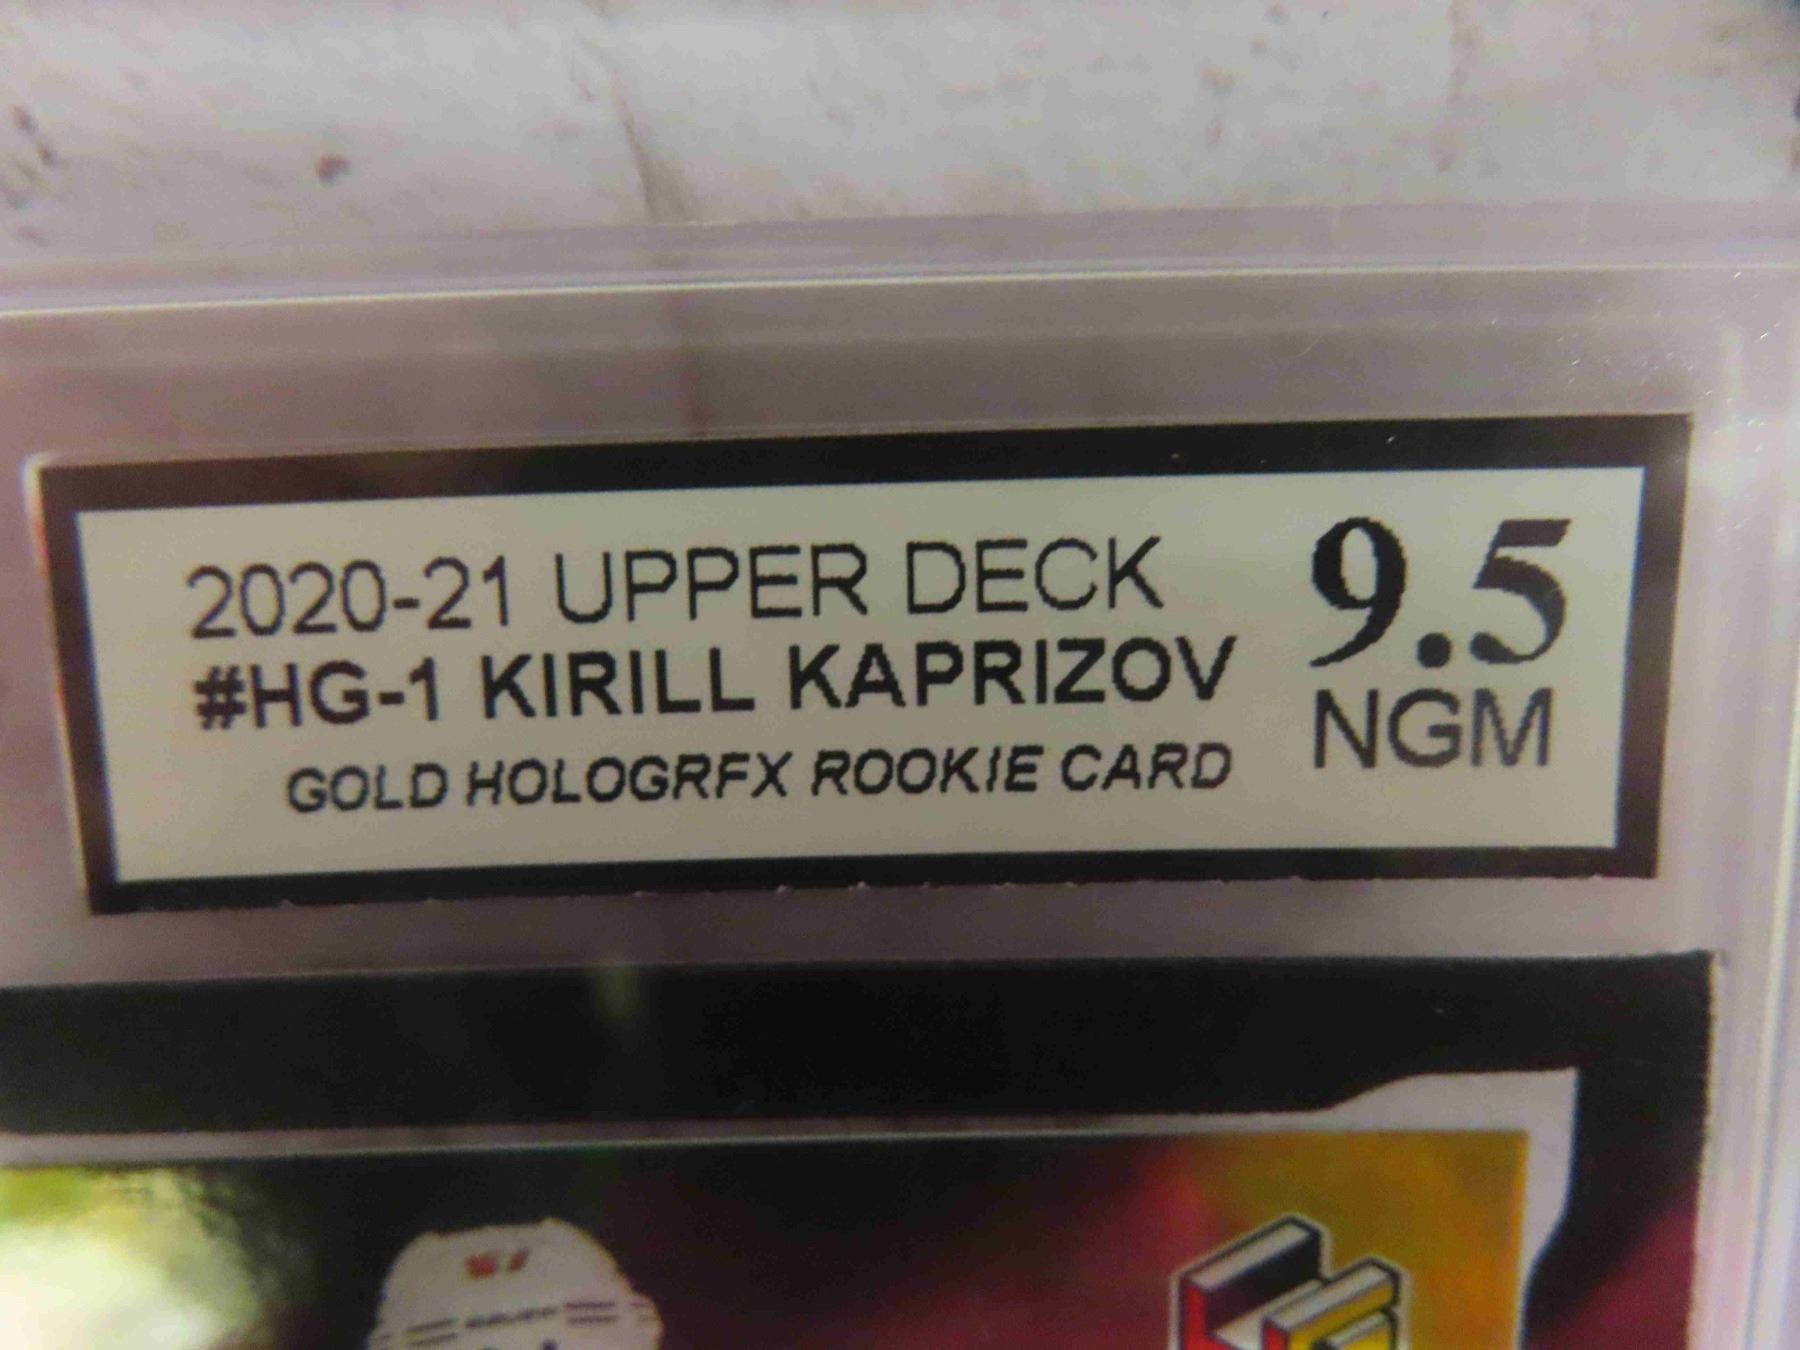 2020-21 UPPER DECK
#HG-1 KIRILL KAPRIZOV
GOLD HOLOGRFX ROOKIE CARD
9.5
NGM